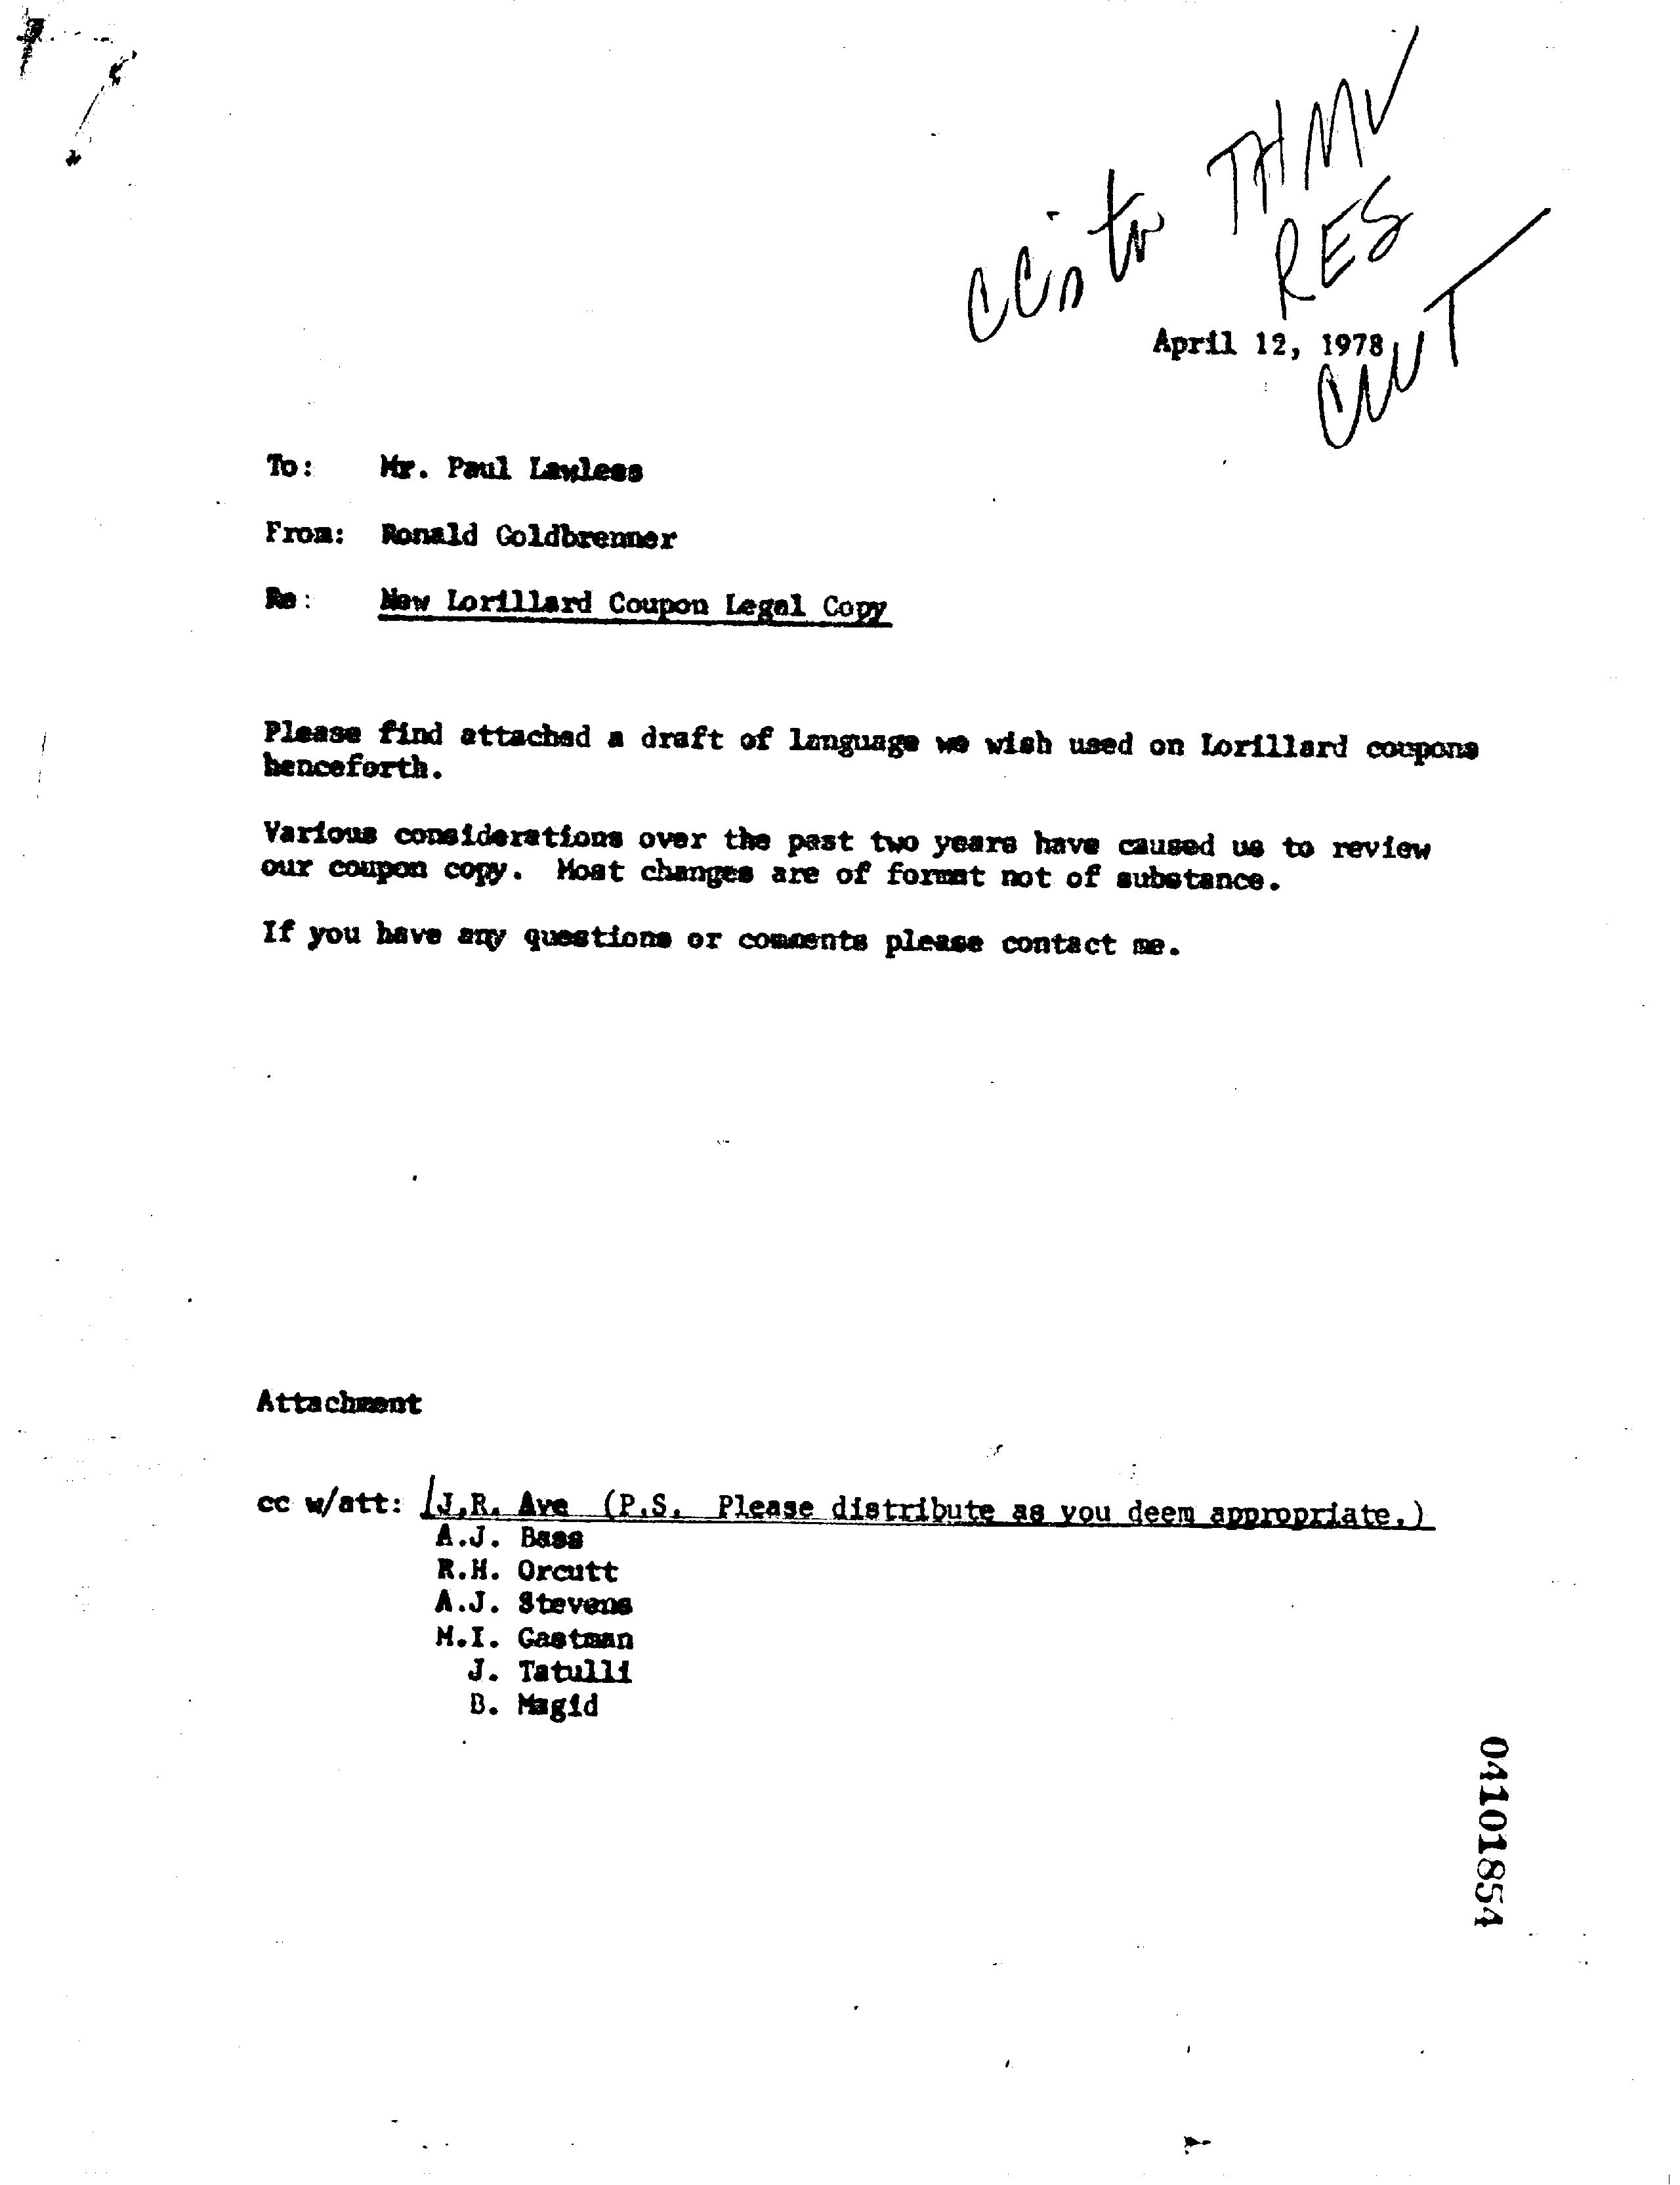 cc's to THM
RES
April 12, 1978
CWT
To: Mr. Paul Lawless
From: Ronald Goldbrenner
Re: New Lorillard Coupon Legal Copy
Please find attached a draft of language we wish used on Lorillard coupons
henceforth.
Various considerations over the past two years have caused us to review
our coupon copy. Most changes are of format not of substance.
If you have any questions or comments please contact me.
Attachment
cc w/att: J.R. Ave (P.S. Please distribute as you deem appropriate.)
A.J. Bass
R.H. Orcutt
A.J. Stevens
M.I. Gastman
J. Tatulli
B. Magid
04101854